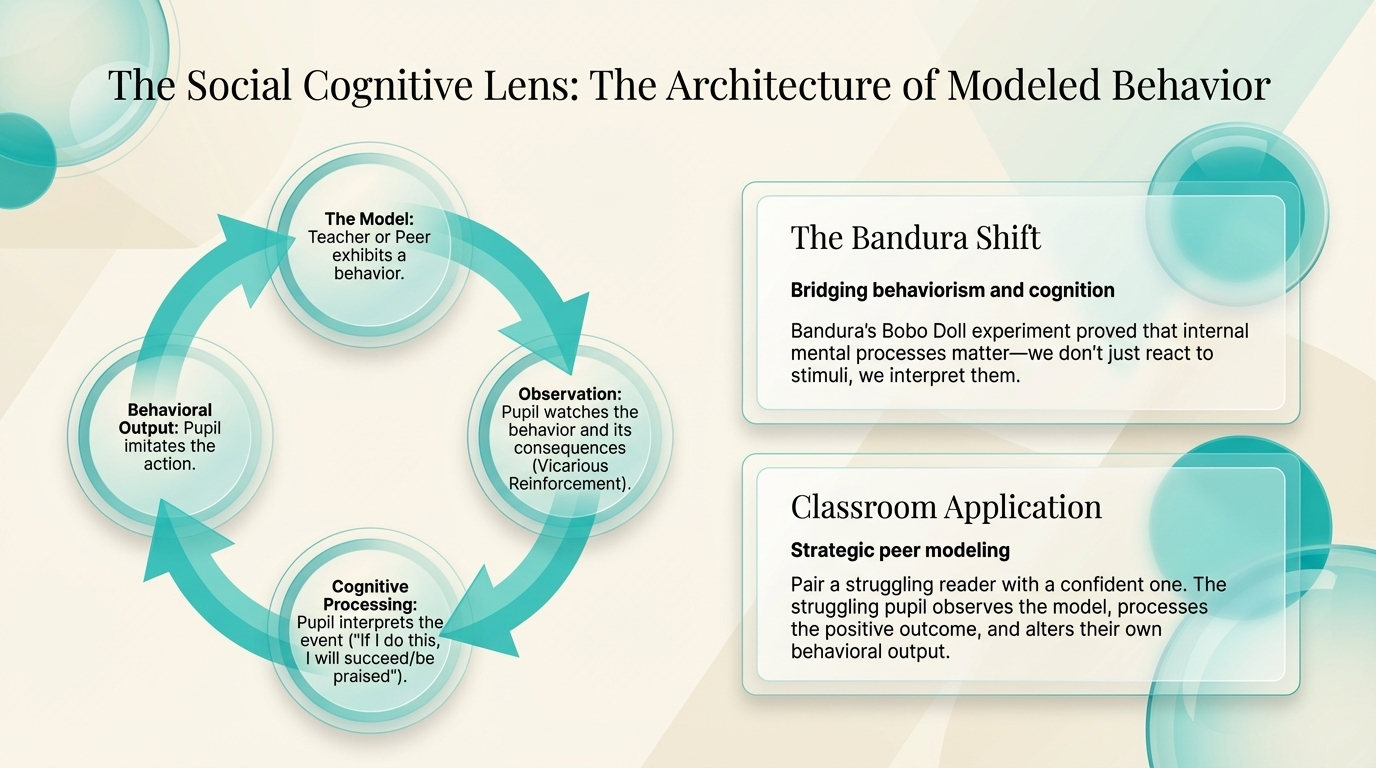 The Social Cognitive Lens: The Architecture of Modeled Behavior
The Model:
Teacher or Peer
exhibits a
behavior.
Observation:
Pupil watches the
behavior and its
consequences
(Vicarious
Reinforcement).
Cognitive
Processing:
Pupil interprets the
event ("If I do this,
I will succeed/be
praised").
Behavioral
Output: Pupil
imitates the
action.
The Bandura Shift
Bridging behaviorism and cognition
Bandura's Bobo Doll experiment proved that internal
mental processes matter—we don't just react to
stimuli, we interpret them.
Classroom Application
Strategic peer modeling
Pair a struggling reader with a confident one. The
struggling pupil observes the model, processes
the positive outcome, and alters their own
behavioral output.